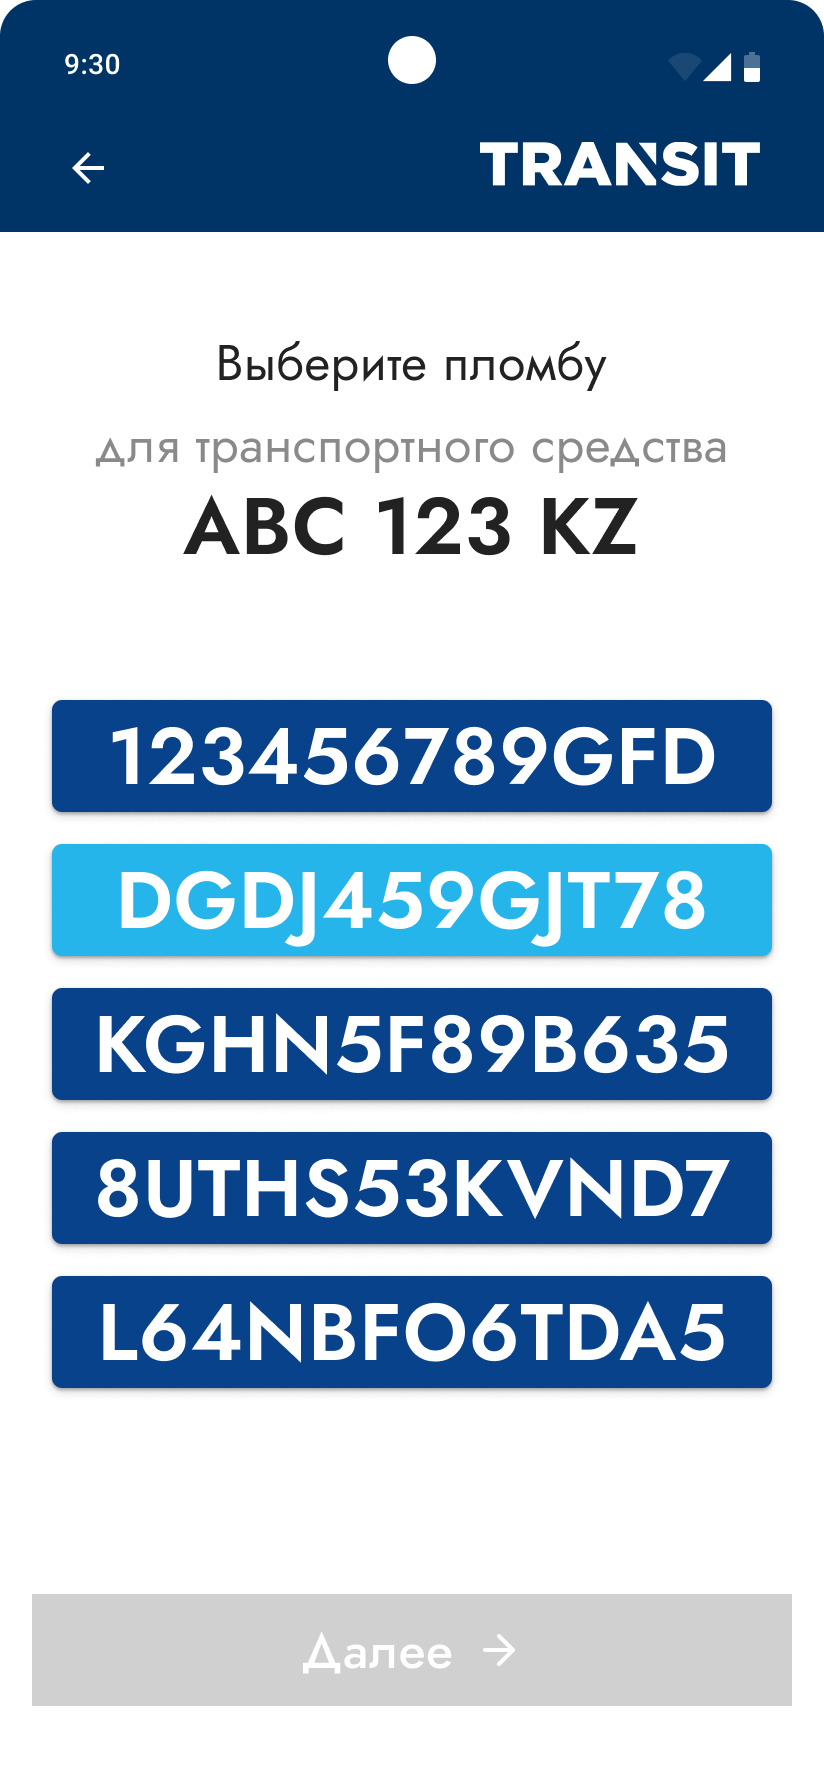 9:30
TRANSIT
Выберите пломбу
для транспортного средства
ABC 123 KZ
123456789GFD
DGDJ459GJT78
KGHN5F89B635
8UTHS53KVND7
L64NBFO6TDA5
Далее